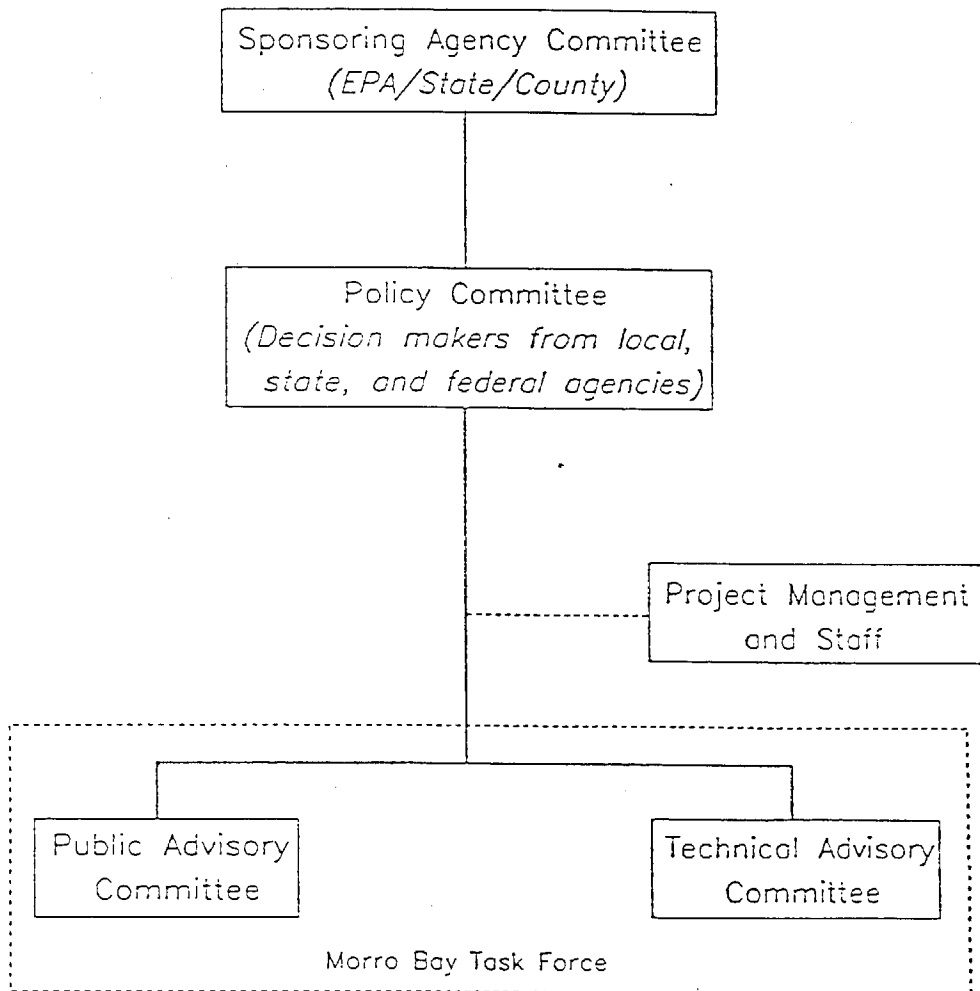 Sponsoring Agency Committee
(EPA/State/County)
Policy Committee
(Decision makers from local,
state, and federal agencies)
Project Management
and Staff
Public Advisory
Committee
Technical Advisory
Committee
Morro Bay Task Force